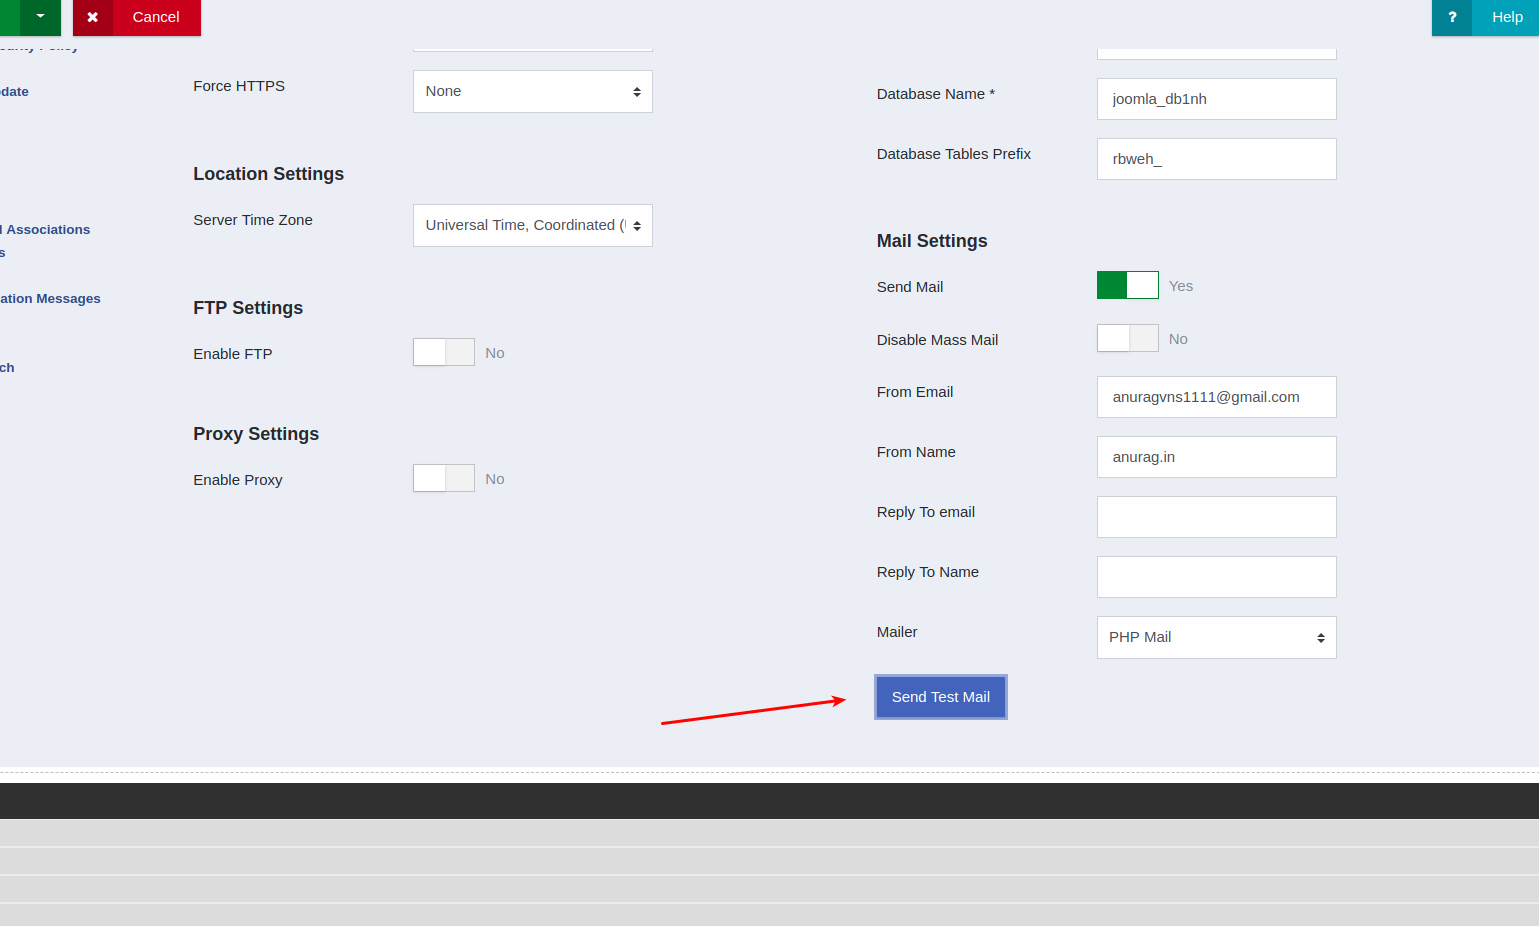 Cancel
? Help
date
Associations
s
ation Messages
ch
Force HTTPS
None
Location Settings
Server Time Zone
Universal Time, Coordinated (
FTP Settings
Enable FTP
No
Proxy Settings
Enable Proxy
No
Database Name *
joomla_db1nh
Database Tables Prefix
rbweh_
Mail Settings
Send Mail
Yes
Disable Mass Mail
No
From Email
anuragvns1111@gmail.com
From Name
anurag.in
Reply To email
Reply To Name
Mailer
PHP Mail
Send Test Mail